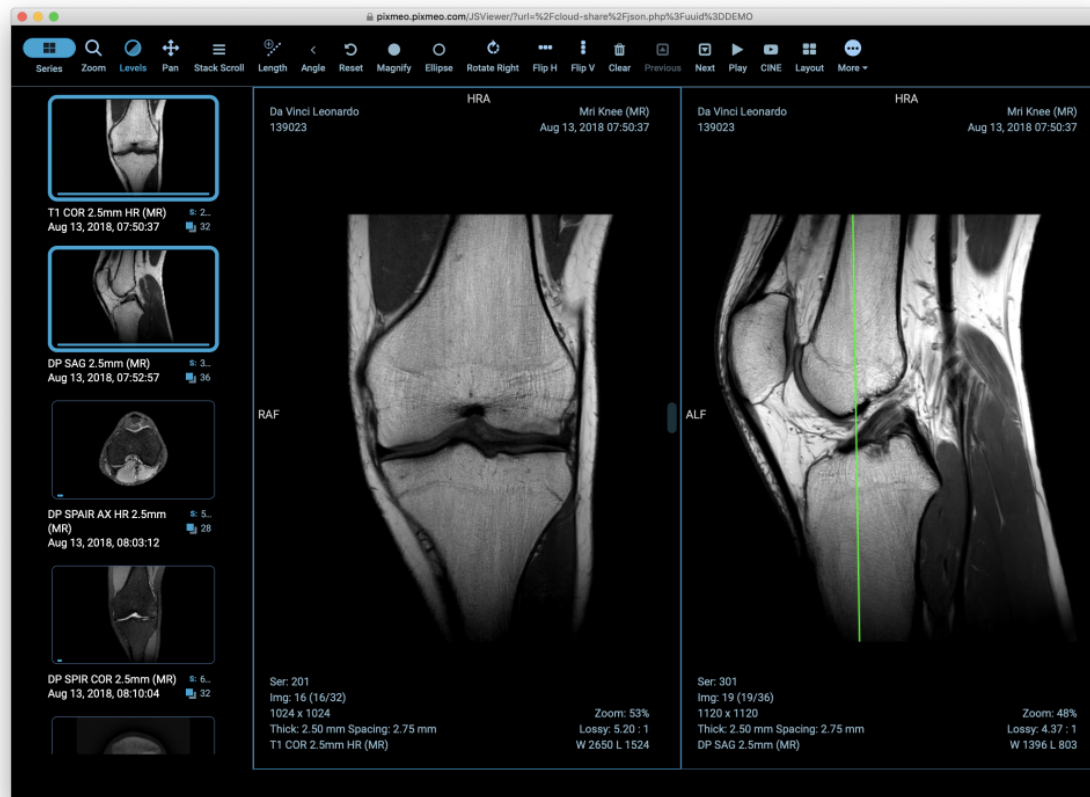 pixmeo.pixmeo.com/JSViewer/?url=%2Fcloud-share%2Fjson.php%3Fuuid%3DDEMO
Series Zoom Levels Pan Stack Scroll Length Angle Reset Magnify Ellipse Rotate Right Flip H Flip V Clear Previous Next Play CINE Layout More
T1 COR 2.5mm HR (MR) S: 2...
Aug 13, 2018, 07:50:37 32
DP SAG 2.5mm (MR) S: 3...
Aug 13, 2018, 07:52:57 36
DP SPAIR AX HR 2.5mm S: 5...
(MR) 28
Aug 13, 2018, 08:03:12
DP SPIR COR 2.5mm (MR) S: 6...
Aug 13, 2018, 08:10:04 32
HRA
Da Vinci Leonardo Mri Knee (MR)
139023 Aug 13, 2018 07:50:37
RAF
Ser: 201
Img: 16 (16/32)
1024 x 1024 Zoom: 53%
Thick: 2.50 mm Spacing: 2.75 mm Lossy: 5.20 : 1
T1 COR 2.5mm HR (MR) W 2650 L 1524
HRA
Da Vinci Leonardo Mri Knee (MR)
139023 Aug 13, 2018 07:50:37
ALF
Ser: 301
Img: 19 (19/36)
1120 x 1120 Zoom: 48%
Thick: 2.50 mm Spacing: 2.75 mm Lossy: 4.37 : 1
DP SAG 2.5mm (MR) W 1396 L 803